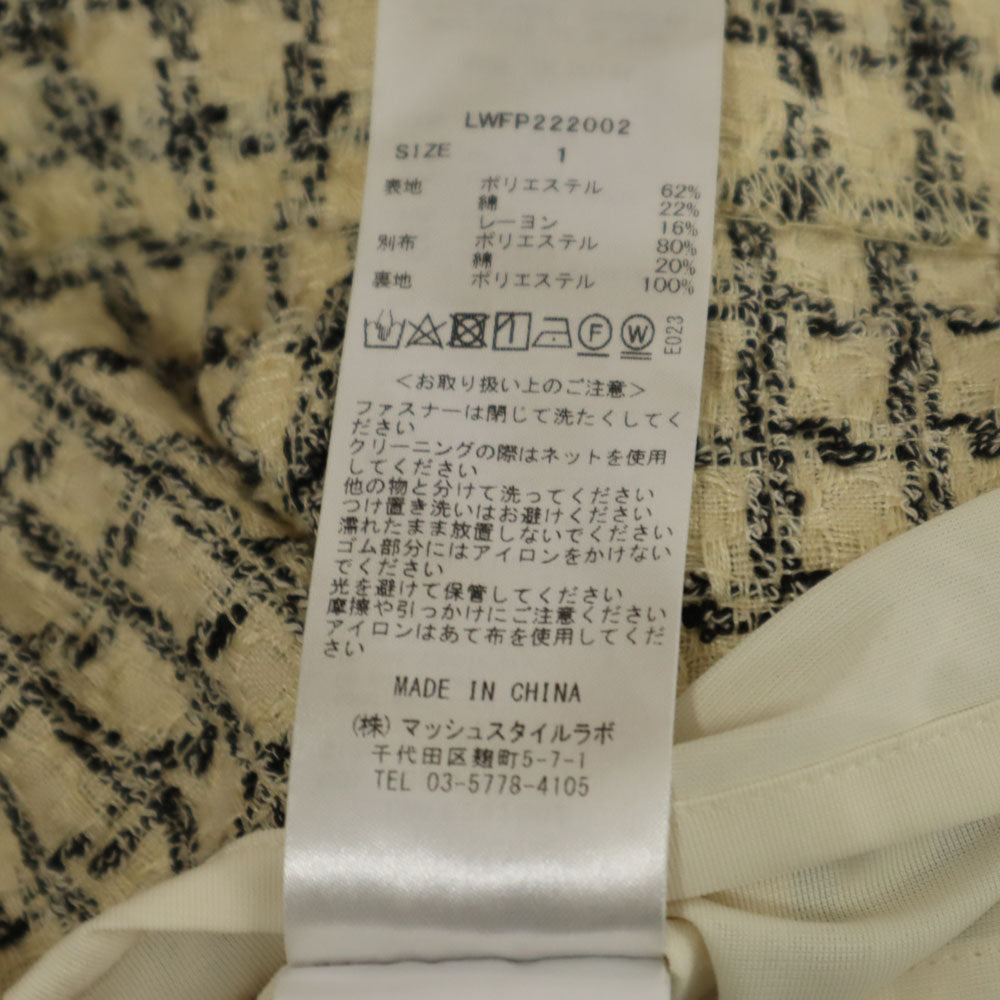 LWFP222002
SIZE 1
表地 ポリエステル 62%
綿 22%
レーヨン 16%
別布 ポリエステル 80%
綿 20%
裏地 ポリエステル 100%
F W E023
＜お取り扱い上のご注意＞
ファスナーは閉じて洗たくしてく
ださい
クリーニングの際はネットを使用
してください
他の物と分けて洗ってください
つけ置き洗いはお避けください
濡れたまま放置しないでください
ゴム部分にはアイロンをかけない
でください
光を避けて保管してください
摩擦や引っかけにご注意ください
アイロンはあて布を使用してくだ
さい
MADE IN CHINA
(株) マッシュスタイルラボ
千代田区麹町5-7-1
TEL 03-5778-4105